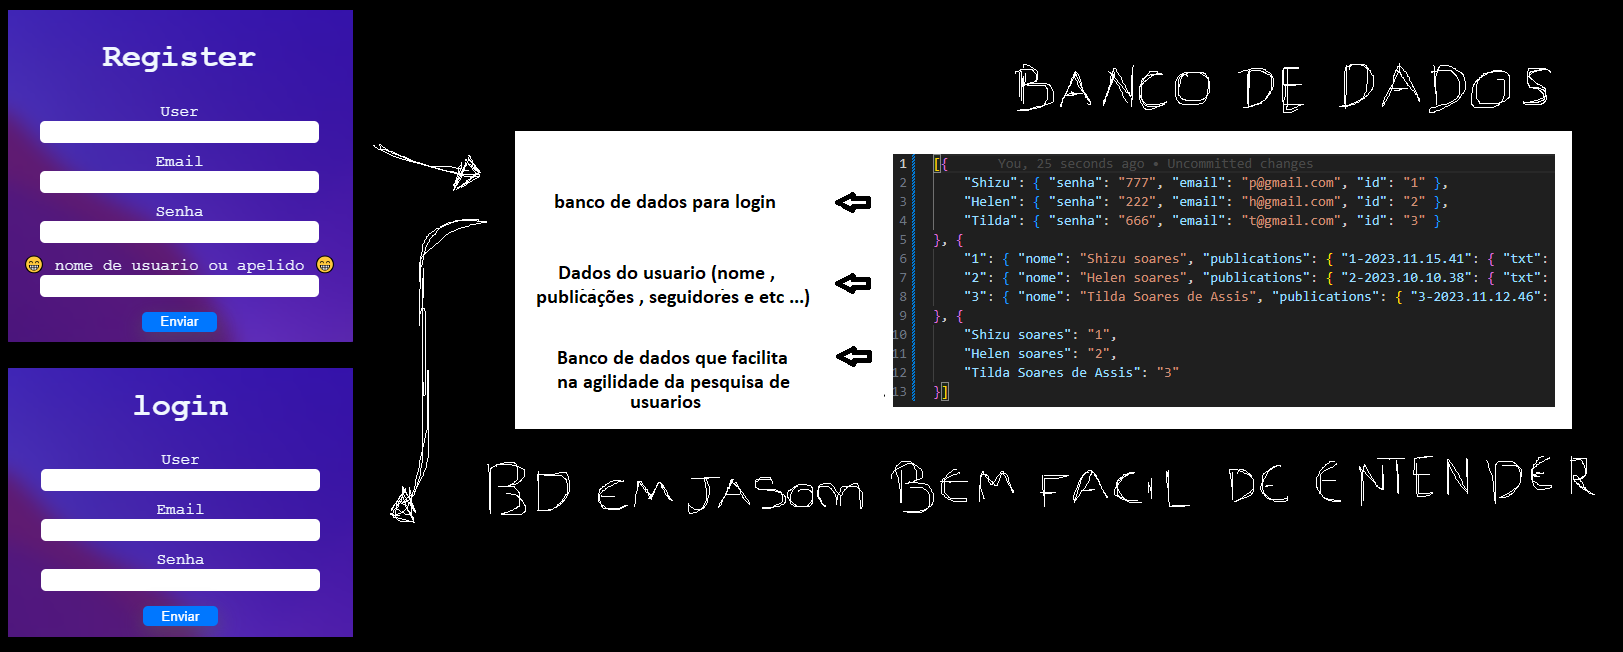 Register
User
Email
Senha
😁 nome de usuario ou apelido 😁
Enviar
login
User
Email
Senha
Enviar
BANCO DE DADOS
banco de dados para login
Dados do usuario (nome ,
publicações , seguidores e etc ...)
Banco de dados que facilita
na agilidade da pesquisa de
usuarios
1 [{ You, 25 seconds ago • Uncommitted changes
2 "Shizu": { "senha": "777", "email": "p@gmail.com", "id": "1" },
3 "Helen": { "senha": "222", "email": "h@gmail.com", "id": "2" },
4 "Tilda": { "senha": "666", "email": "t@gmail.com", "id": "3" }
5 }, {
6 "1": { "nome": "Shizu soares", "publications": { "1-2023.11.15.41": { "txt":
7 "2": { "nome": "Helen soares", "publications": { "2-2023.10.10.38": { "txt":
8 "3": { "nome": "Tilda Soares de Assis", "publications": { "3-2023.11.12.46":
9 }, {
10 "Shizu soares": "1",
11 "Helen soares": "2",
12 "Tilda Soares de Assis": "3"
13 }]
BD EM JASOM BEM FACIL DE ENTENDER